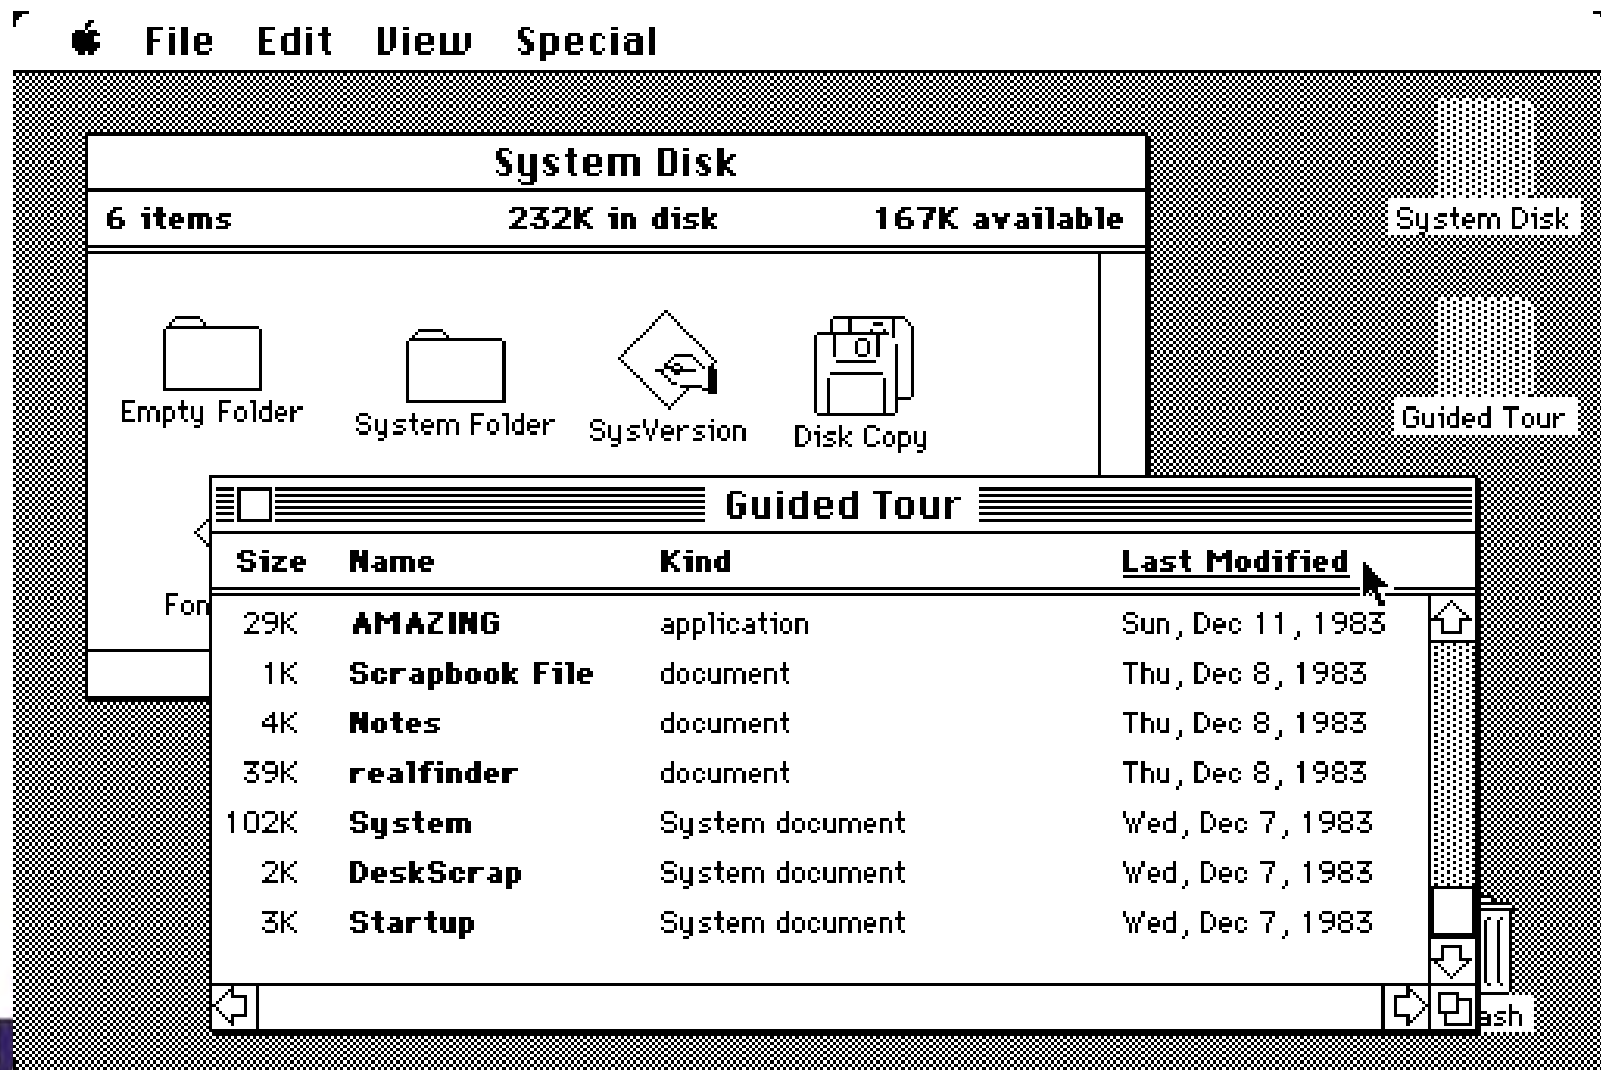 File Edit View Special
System Disk
6 items 232K in disk 167K available
System Disk
Empty Folder System Folder SysVersion Disk Copy
Guided Tour
Guided Tour
Size Name Kind Last Modified
29K AMAZING application Sun, Dec 11, 1983
1K Scrapbook File document Thu, Dec 8, 1983
4K Notes document Thu, Dec 8, 1983
39K realfinder document Thu, Dec 8, 1983
102K System System document Wed, Dec 7, 1983
2K DeskScrap System document Wed, Dec 7, 1983
3K Startup System document Wed, Dec 7, 1983